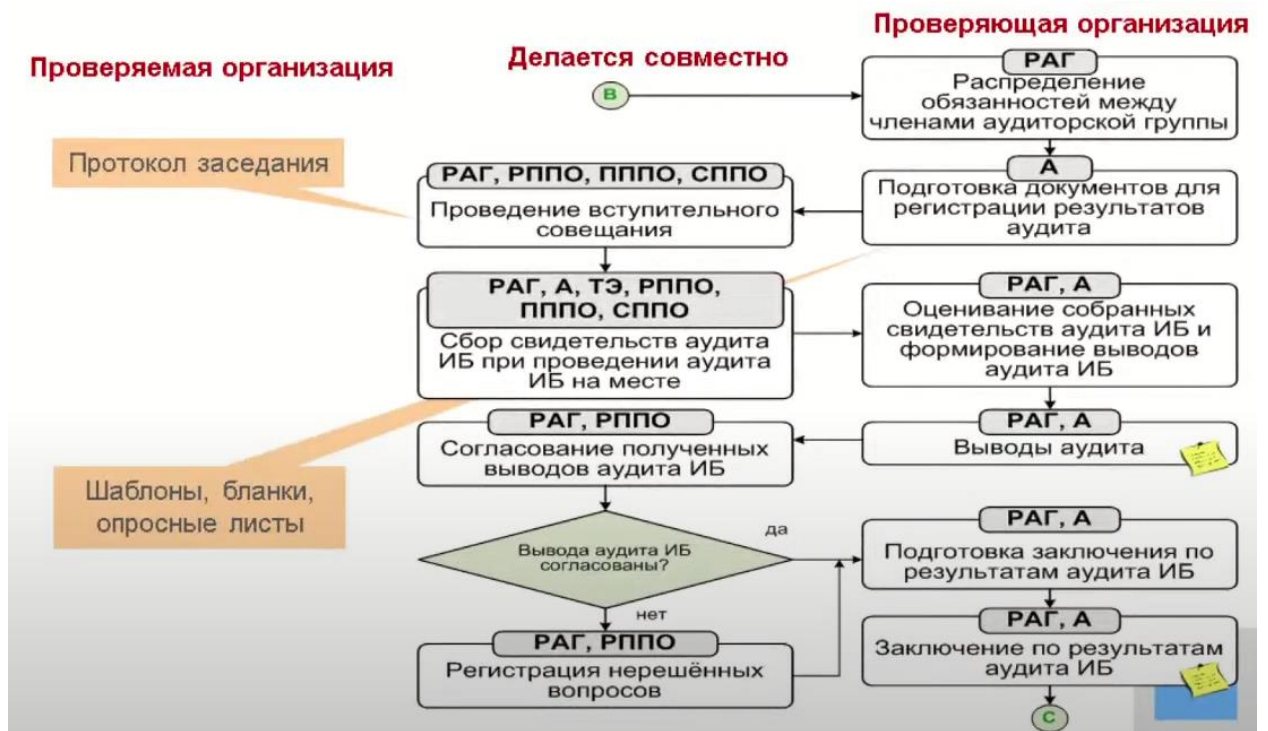 Проверяемая организация
Делается совместно
Проверяющая организация
B
РАГ
Распределение
обязанностей между
членами аудиторской группы
Протокол заседания
РАГ, РППО, ПППО, СППО
Проведение вступительного
совещания
А
Подготовка документов для
регистрации результатов
аудита
РАГ, А, ТЭ, РППО,
ПППО, СППО
Сбор свидетельств аудита
ИБ при проведении аудита
ИБ на месте
РАГ, А
Оценивание собранных
свидетельств аудита ИБ и
формирование выводов
аудита ИБ
РАГ, РППО
Согласование полученных
выводов аудита ИБ
РАГ, А
Выводы аудита
Шаблоны, бланки,
опросные листы
Вывода аудита ИБ
согласованы?
да
нет
РАГ, А
Подготовка заключения по
результатам аудита ИБ
РАГ, РППО
Регистрация нерешённых
вопросов
РАГ, А
Заключение по результатам
аудита ИБ
C